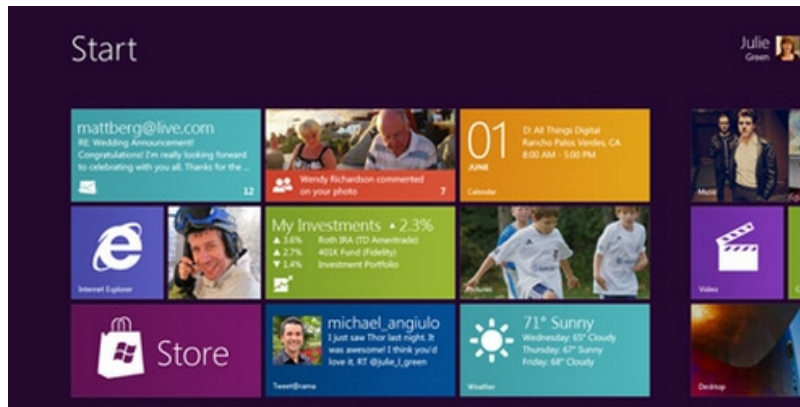 Start
Julie
Green
mattberg@live.com
RE: Wedding Announcement!
Congratulations! I'm really looking forward
to celebrating with you all. Thanks for the ...
12
Wendy Richardson commented
on your photo
7
01
JUNE
D: All Things Digital
Rancho Palos Verdes, CA
8:00 AM - 5:00 PM
Calendar
Music
Internet Explorer
My Investments ▲ 2.3%
▲ 3.6% Roth IRA (TD Ameritrade)
▲ 2.7% 401K Fund (Fidelity)
▼ 1.4% Investment Portfolio
Pictures
Video
Store
michael_angiulo
I just saw Thor last night. It
was awesome! I think you'd
love it. RT @julie_l_green
Tweet@rama
71° Sunny
Wednesday: 65° Cloudy
Thursday: 67° Sunny
Friday: 68° Cloudy
Weather
Desktop